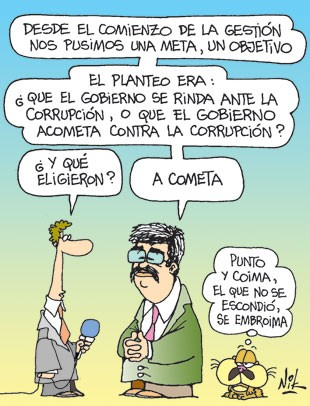 DESDE EL COMIENZO DE LA GESTIÓN
NOS PUSIMOS UNA META, UN OBJETIVO
EL PLANTEO ERA:
¿QUE EL GOBIERNO SE RINDA ANTE LA
CORRUPCIÓN, O QUE EL GOBIERNO
ACOMETA CONTRA LA CORRUPCIÓN?
¿Y QUÉ
ELIGIERON?
A COMETA
PUNTO
Y COIMA,
EL QUE NO SE
ESCONDIÓ,
SE EMBROIMA
NIK